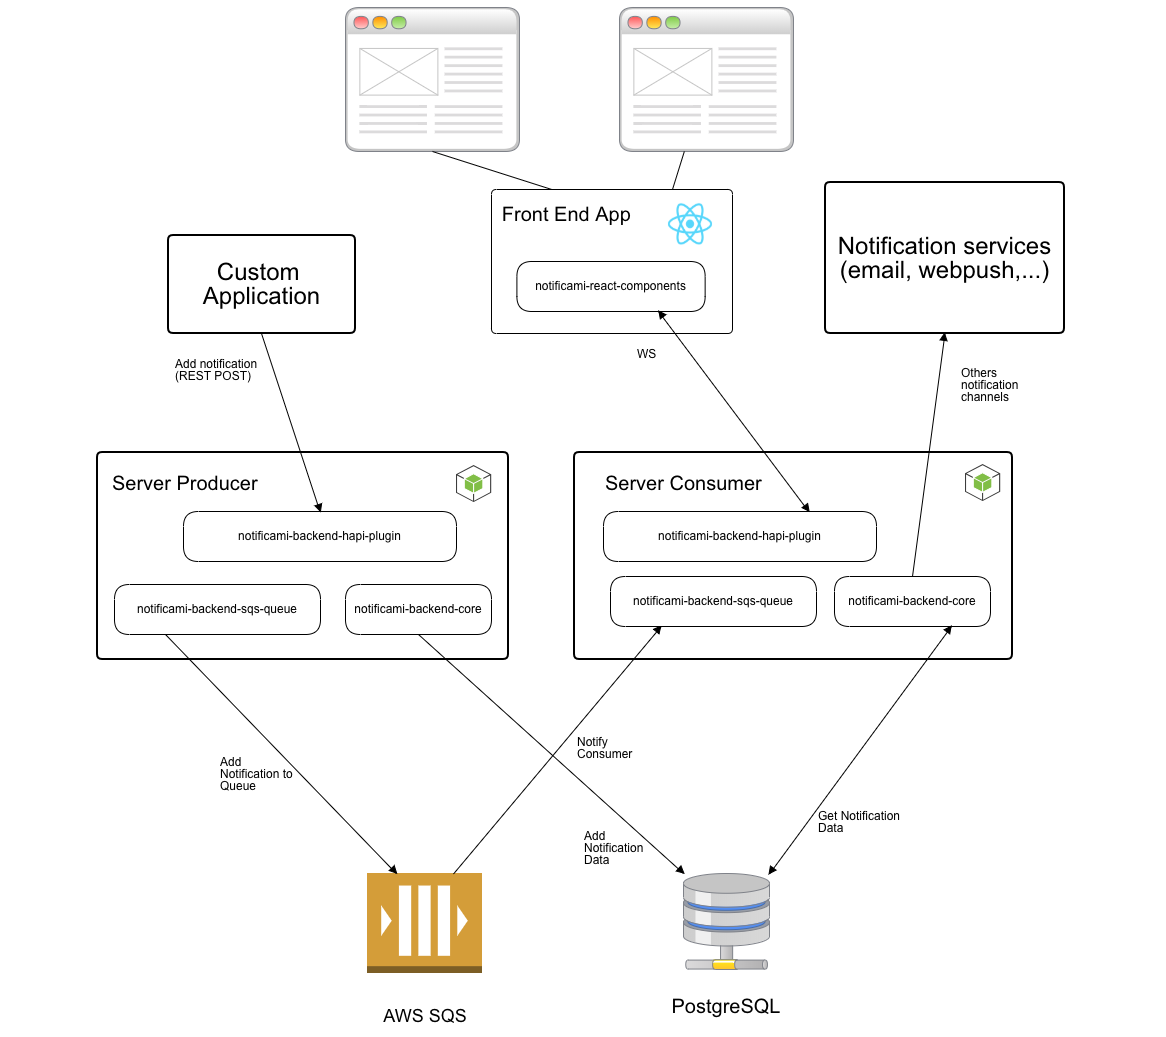 Front End App
notificami-react-components
Notification services
(email, webpush,...)
Custom
Application
WS
Add notification
(REST POST)
Others
notification
channels
Server Producer
notificami-backend-hapi-plugin
notificami-backend-sqs-queue
notificami-backend-core
Server Consumer
notificami-backend-hapi-plugin
notificami-backend-sqs-queue
notificami-backend-core
Notify
Consumer
Add
Notification to
Queue
Get Notification
Data
Add
Notification
Data
AWS SQS
PostgreSQL